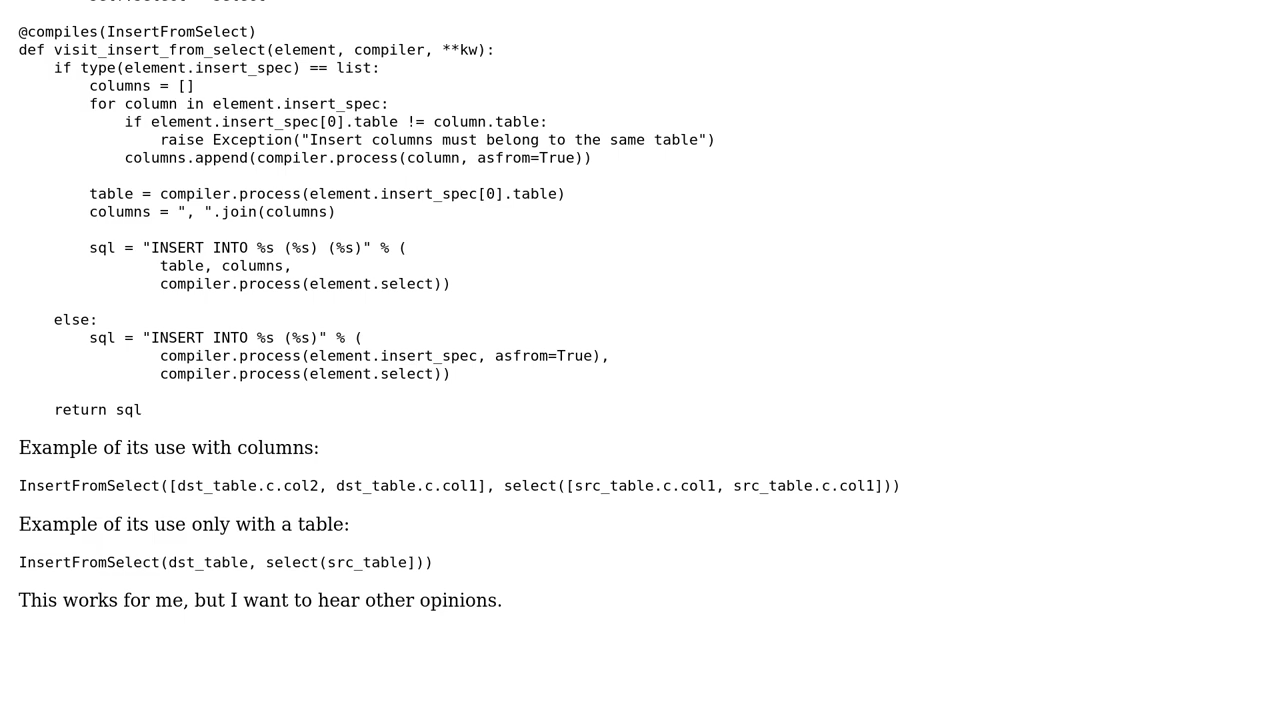 @compiles(InsertFromSelect)
def visit_insert_from_select(element, compiler, **kw):
    if type(element.insert_spec) == list:
        columns = []
        for column in element.insert_spec:
            if element.insert_spec[0].table != column.table:
                raise Exception("Insert columns must belong to the same table")
            columns.append(compiler.process(column, asfrom=True))
        table = compiler.process(element.insert_spec[0].table)
        columns = ", ".join(columns)
        sql = "INSERT INTO %s (%s) (%s)" % (
                table, columns,
                compiler.process(element.select))
    else:
        sql = "INSERT INTO %s (%s)" % (
                compiler.process(element.insert_spec, asfrom=True),
                compiler.process(element.select))
    return sql
Example of its use with columns:
InsertFromSelect([dst_table.c.col2, dst_table.c.col1], select([src_table.c.col1, src_table.c.col1]))
Example of its use only with a table:
InsertFromSelect(dst_table, select(src_table]))
This works for me, but I want to hear other opinions.